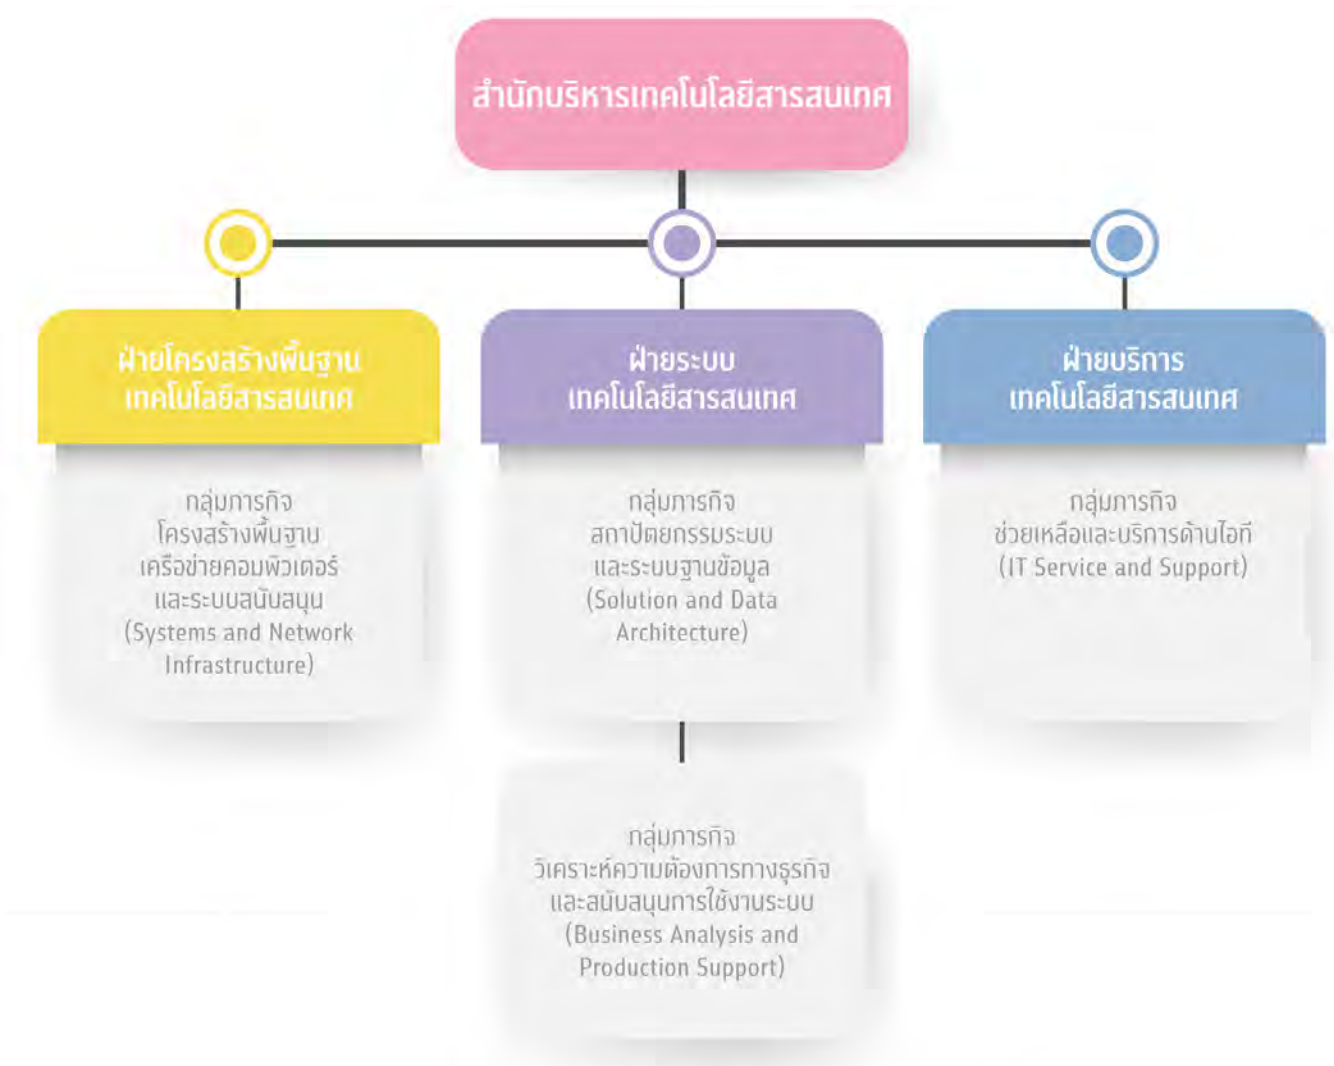 สำนักบริหารเทคโนโลยีสารสนเทศ
ฝ่ายโครงสร้างพื้นฐาน
เทคโนโลยีสารสนเทศ
กลุ่มภารกิจ
โครงสร้างพื้นฐาน
เครือข่ายคอมพิวเตอร์
และระบบสนับสนุน
(Systems and Network
Infrastructure)
ฝ่ายระบบ
เทคโนโลยีสารสนเทศ
กลุ่มภารกิจ
สถาปัตยกรรมระบบ
และระบบฐานข้อมูล
(Solution and Data
Architecture)
กลุ่มภารกิจ
วิเคราะห์ความต้องการทางธุรกิจ
และสนับสนุนการใช้งานระบบ
(Business Analysis and
Production Support)
ฝ่ายบริการ
เทคโนโลยีสารสนเทศ
กลุ่มภารกิจ
ช่วยเหลือและบริการด้านไอที
(IT Service and Support)